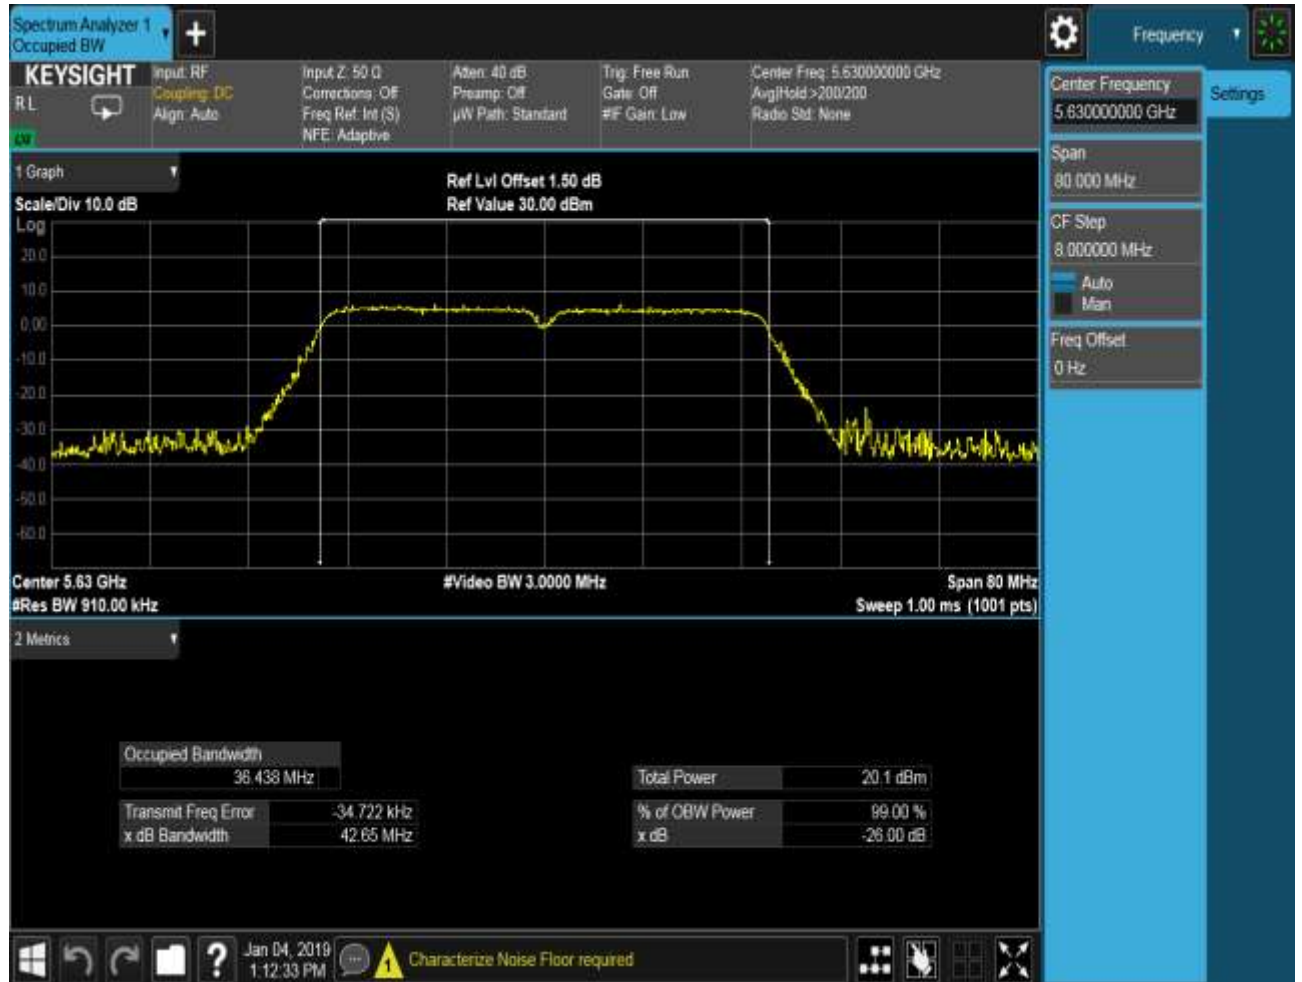 Spectrum Analyzer 1
Occupied BW
Frequency
KEYSIGHT
R L
Input: RF
Coupling: DC
Align: Auto
Input Z: 50 Ω
Corrections: Off
Freq Ref: Int (S)
NFE: Adaptive
Atten: 40 dB
Preamp: Off
µW Path: Standard
Trig: Free Run
Gate: Off
#IF Gain: Low
Center Freq: 5.630000000 GHz
Avg|Hold:>200/200
Radio Std: None
Center Frequency
5.630000000 GHz
Settings
Span
80.000 MHz
CF Step
8.000000 MHz
Auto
Man
Freq Offset
0 Hz
1 Graph
Scale/Div 10.0 dB
Ref Lvl Offset 1.50 dB
Ref Value 30.00 dBm
Log
20.0
10.0
0.00
-10.0
-20.0
-30.0
-40.0
-50.0
-60.0
Center 5.63 GHz
#Video BW 3.0000 MHz
Span 80 MHz
#Res BW 910.00 kHz
Sweep 1.00 ms (1001 pts)
2 Metrics
Occupied Bandwidth
36.438 MHz
Total Power 20.1 dBm
Transmit Freq Error -34.722 kHz
% of OBW Power 99.00 %
x dB Bandwidth 42.65 MHz
x dB -26.00 dB
?
Jan 04, 2019
1:12:33 PM
1
Characterize Noise Floor required